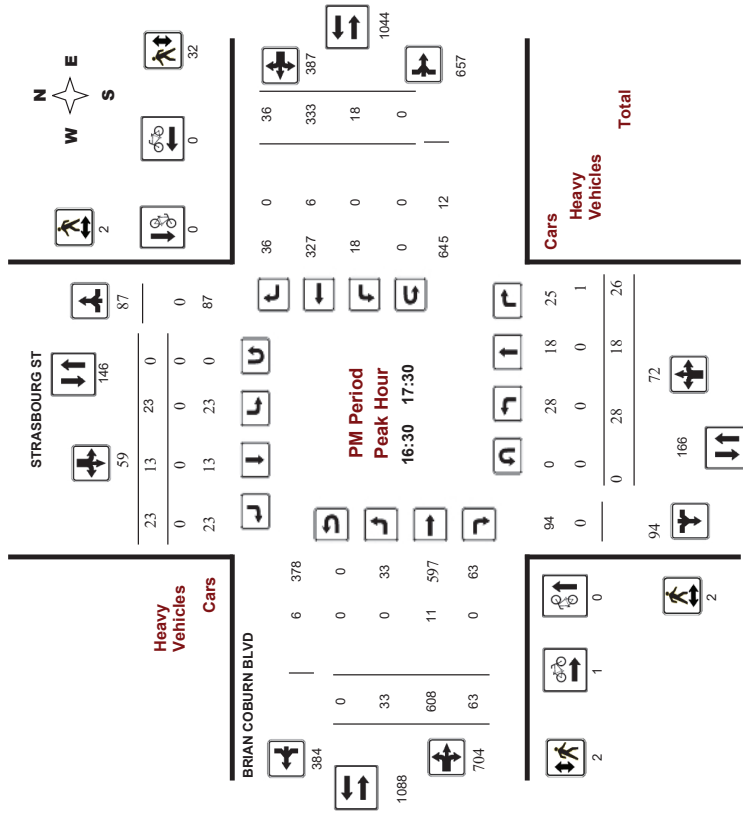 N
W E
S
32
2
0
0
STRASBOURG ST
146
59
87
23 13 23 0
Heavy Vehicles
0 0 0 0 0
Cars
23 13 23 0 87
1044
387
657
36 0 36
327 6 333
18 0 18
0 0 0
645 12
PM Period
Peak Hour
16:30 17:30
BRIAN COBURN BLVD
384
1088
704
6 378
0 0 0
33 0 33
608 11 597
63 0 63
Cars
94 0 28 18 25
Heavy
Vehicles
0 0 0 0 1
Total
0 28 18 26
94
72
166
2
1
0
2